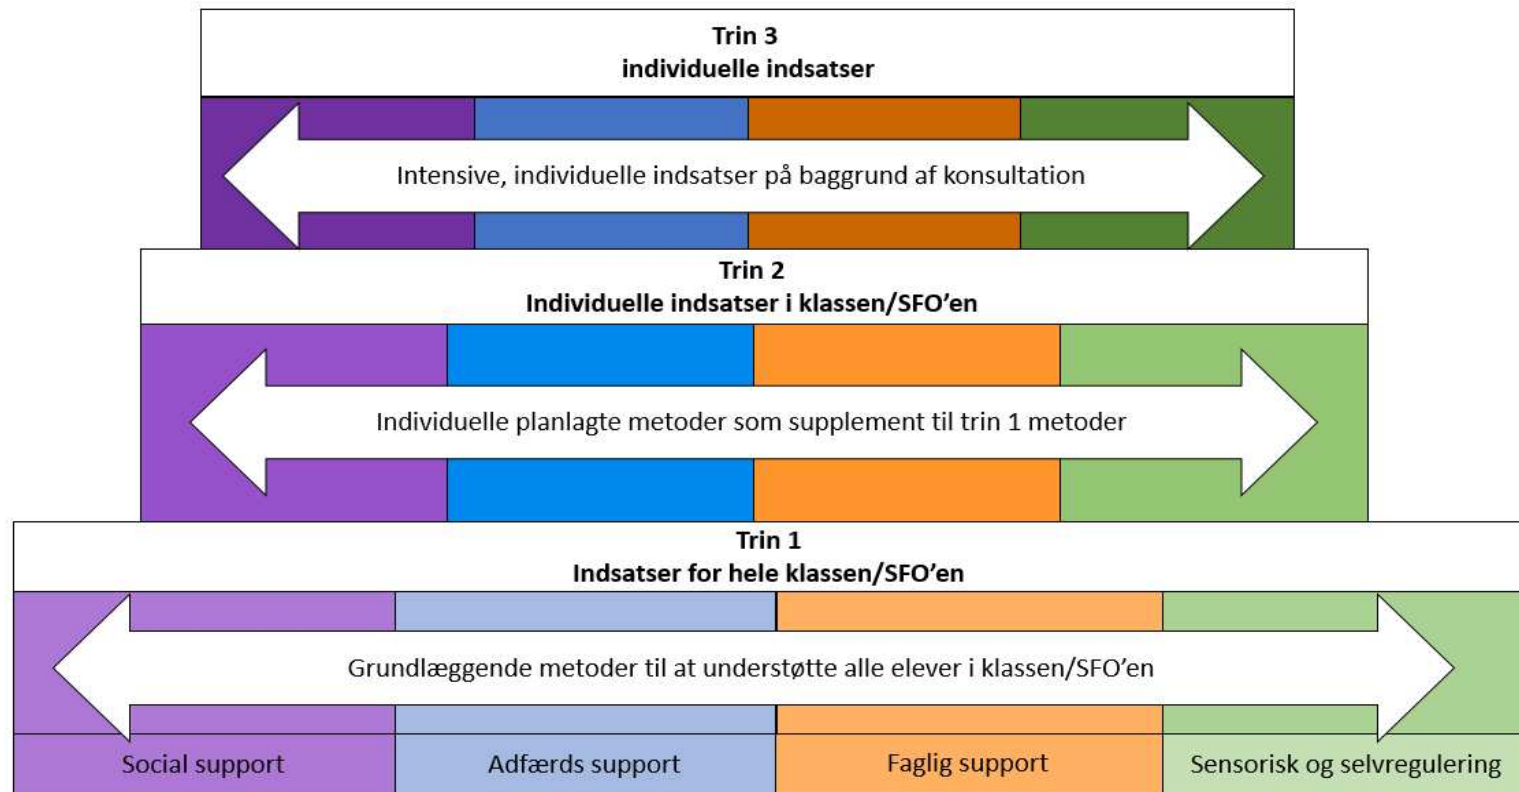 Trin 3
individuelle indsatser
Intensive, individuelle indsatser på baggrund af konsultation
Trin 2
Individuelle indsatser i klassen/SFO’en
Individuelle planlagte metoder som supplement til trin 1 metoder
Trin 1
Indsatser for hele klassen/SFO’en
Grundlæggende metoder til at understøtte alle elever i klassen/SFO’en
Social support
Adfærds support
Faglig support
Sensorisk og selvregulering